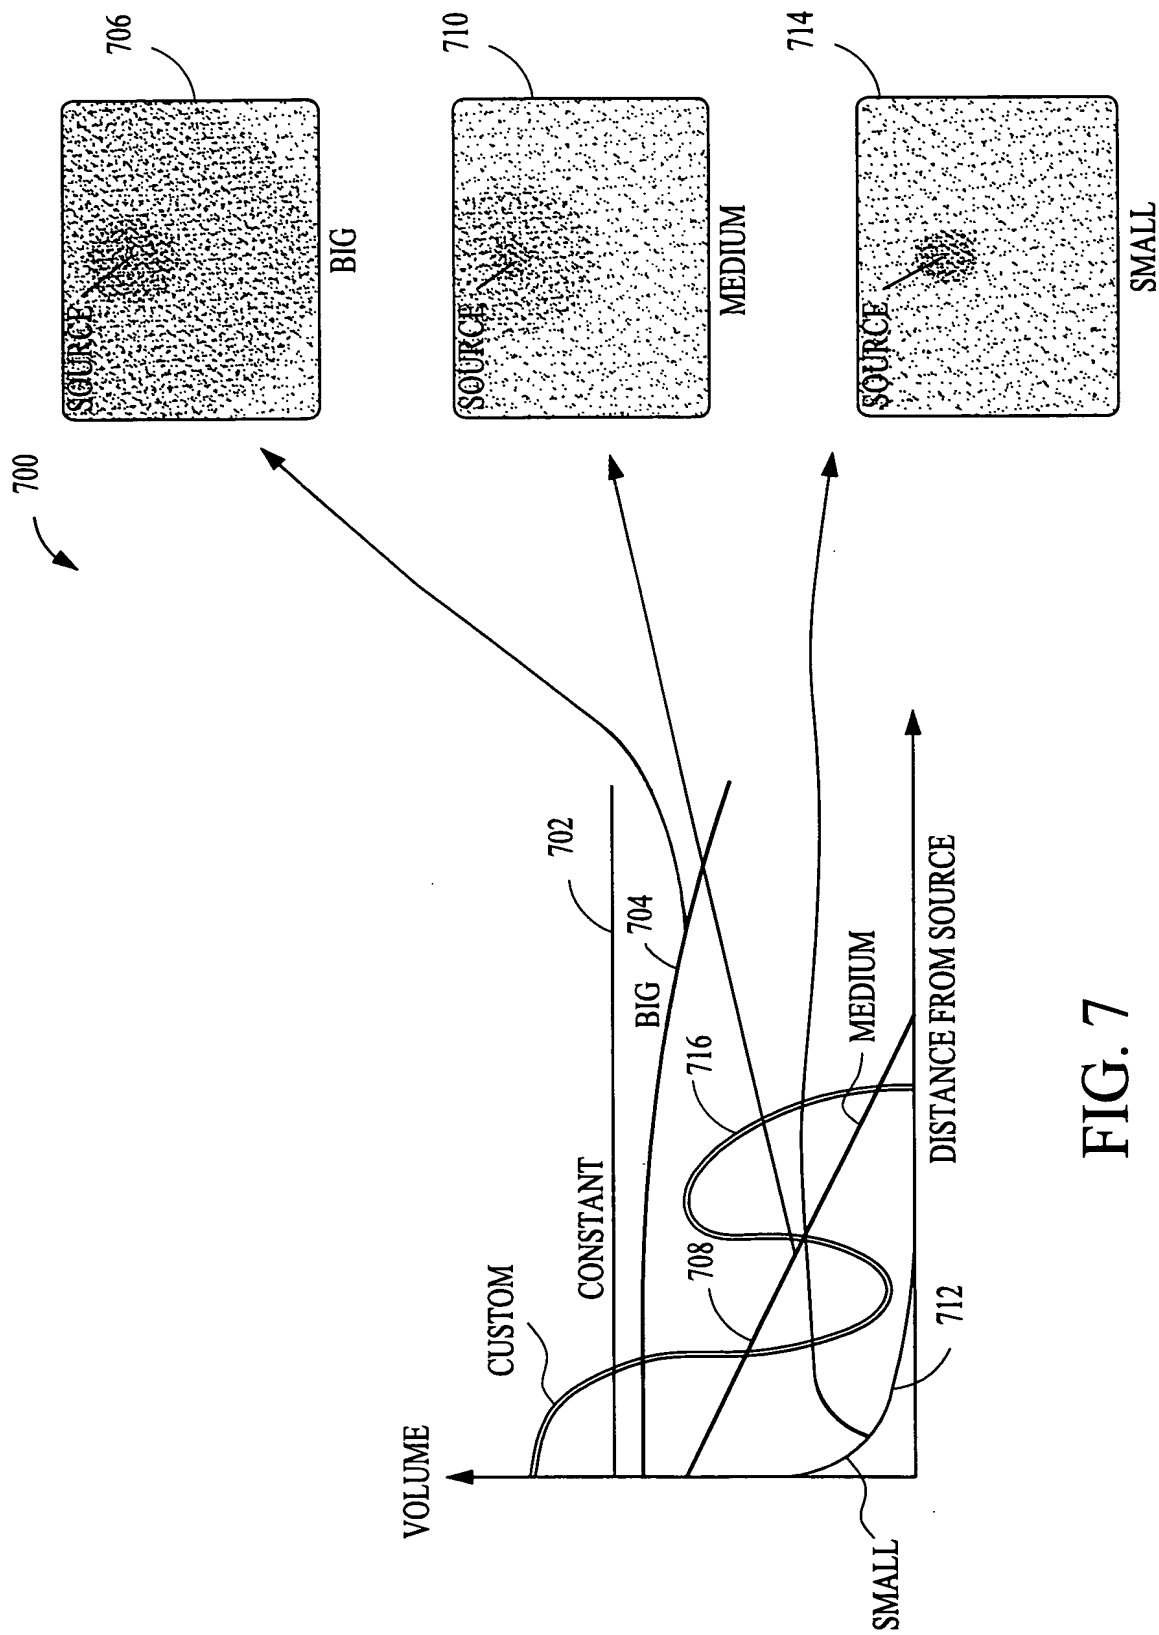 700
706
SOURCE
BIG
710
SOURCE
MEDIUM
714
SOURCE
SMALL
VOLUME
CUSTOM
CONSTANT
702
BIG
704
716
708
MEDIUM
712
SMALL
DISTANCE FROM SOURCE
FIG. 7